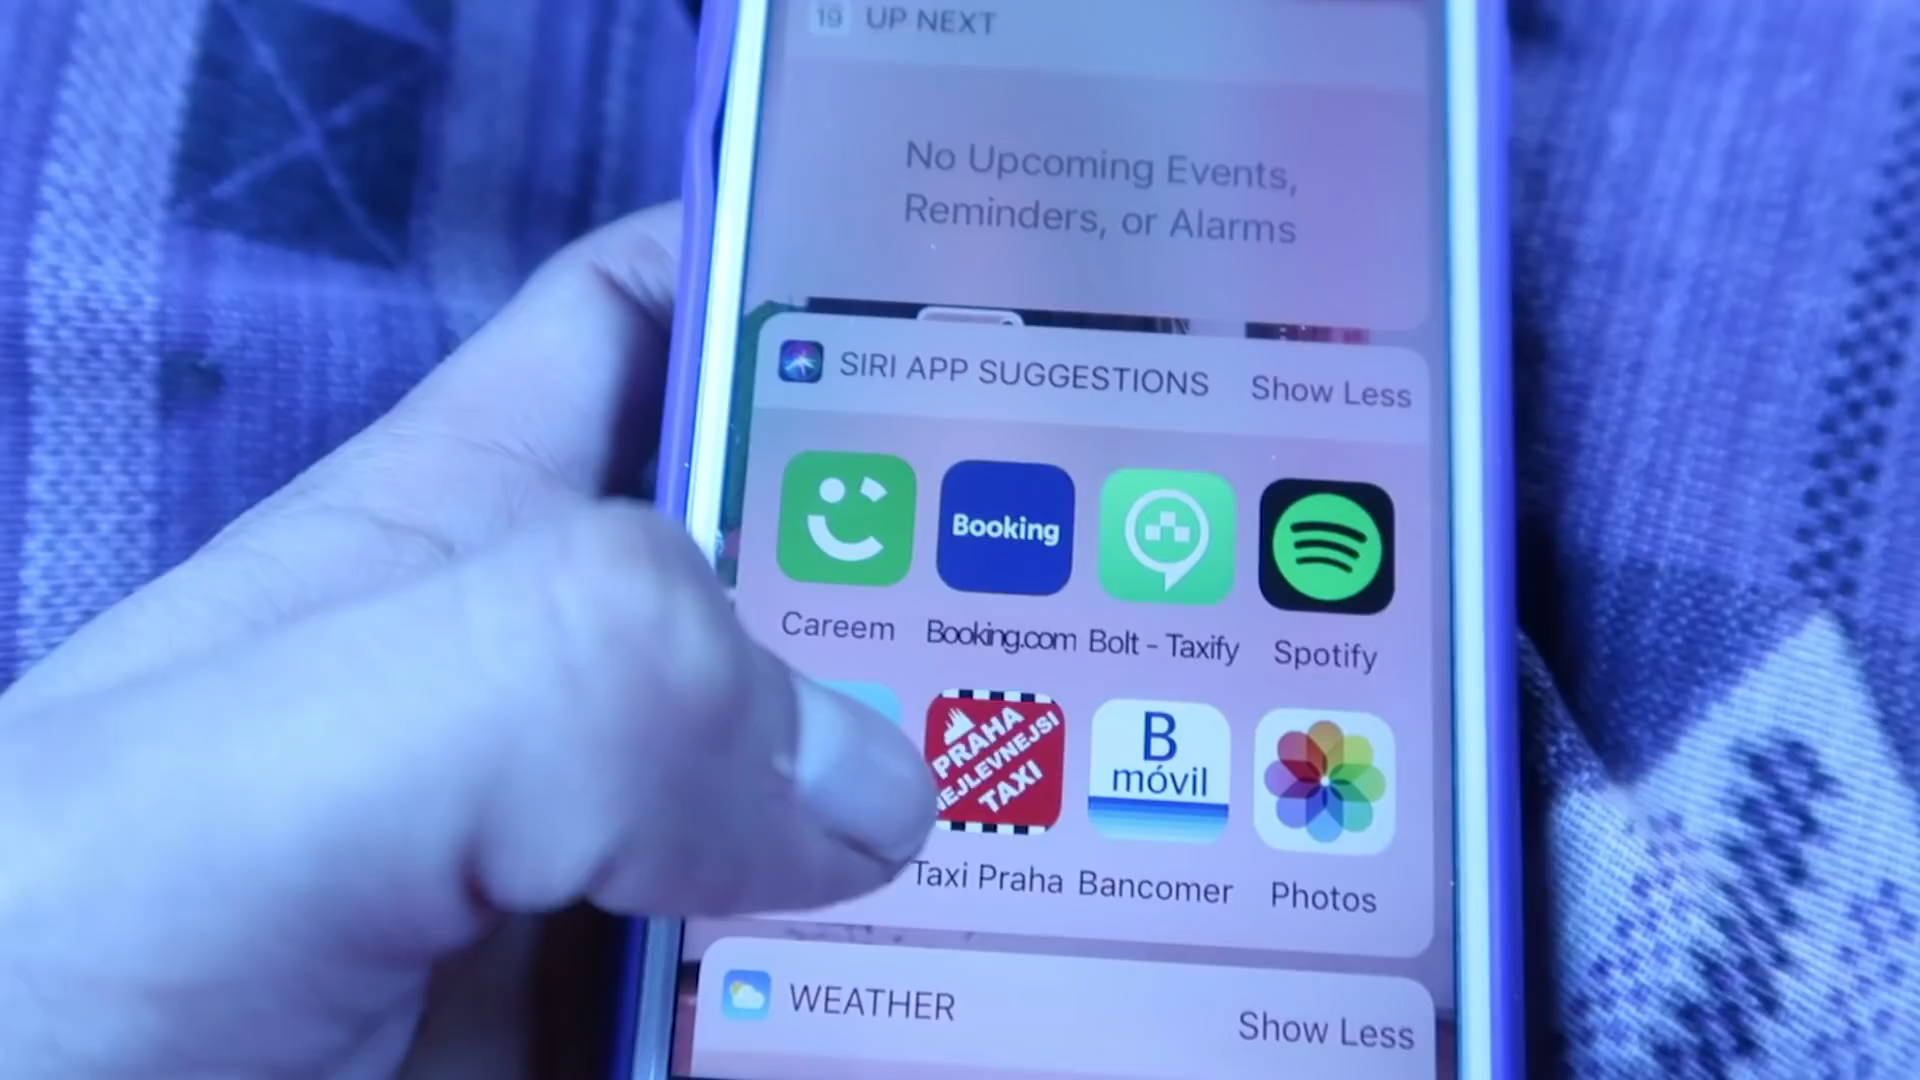 19 UP NEXT
No Upcoming Events,
Reminders, or Alarms
SIRI APP SUGGESTIONS Show Less
Booking
Careem Booking.com Bolt - Taxify Spotify
PRAHA
NEJLEVNEJSI
TAXI
B
móvil
Taxi Praha Bancomer Photos
WEATHER Show Less